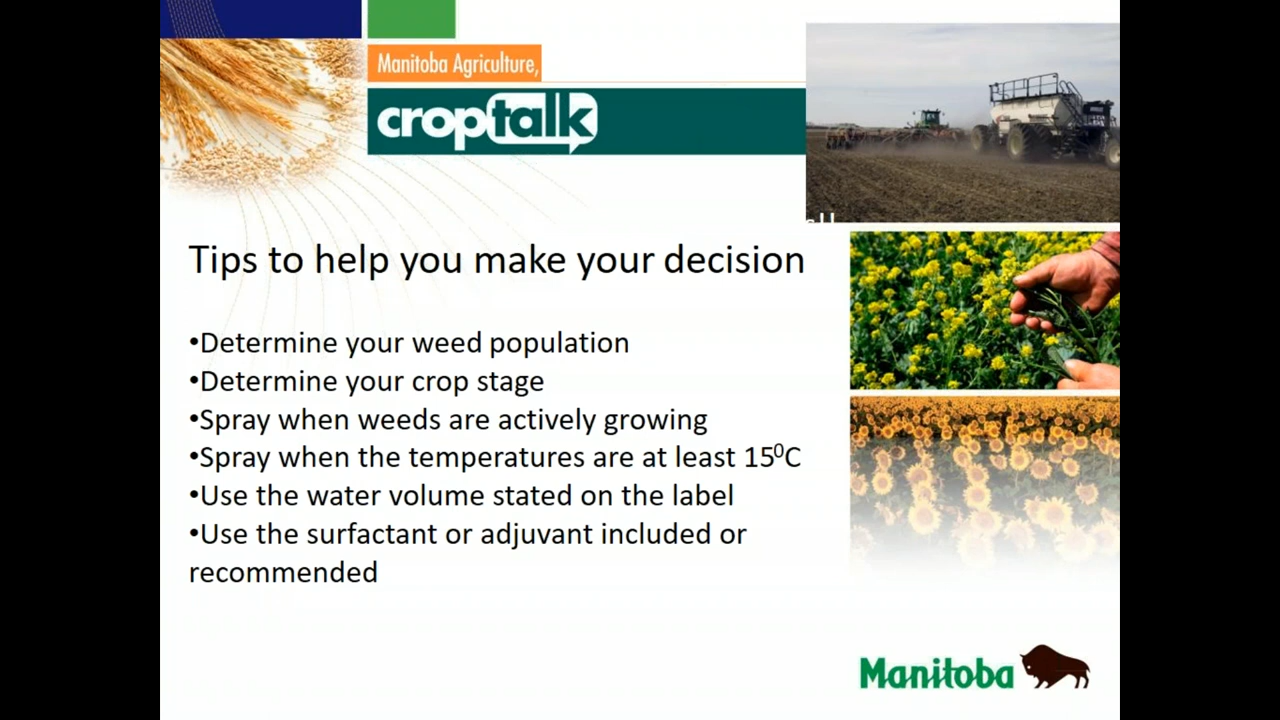 Manitoba Agriculture,
croptalk
Tips to help you make your decision
•Determine your weed population
•Determine your crop stage
•Spray when weeds are actively growing
•Spray when the temperatures are at least 15⁰C
•Use the water volume stated on the label
•Use the surfactant or adjuvant included or
recommended
Manitoba